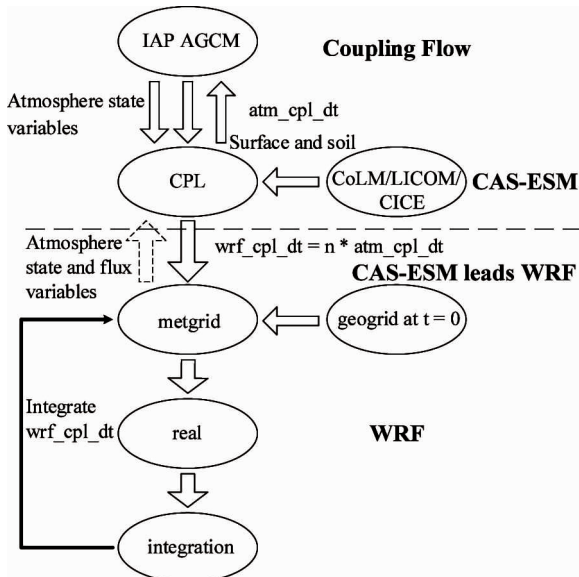 IAP AGCM
Coupling Flow
Atmosphere state
variables
atm_cpl_dt
Surface and soil
CPL
CoLM/LICOM/
CICE
CAS-ESM
Atmosphere
state and flux
variables
wrf_cpl_dt = n * atm_cpl_dt
CAS-ESM leads WRF
metgrid
geogrid at t = 0
Integrate
wrf_cpl_dt
real
WRF
integration